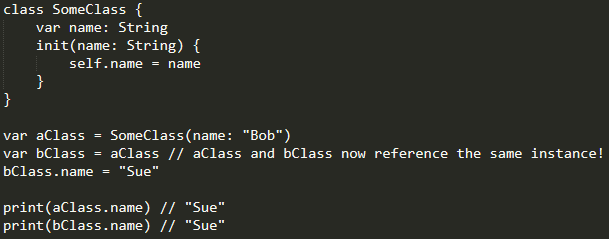 class SomeClass {
    var name: String
    init(name: String) {
        self.name = name
    }
}

var aClass = SomeClass(name: "Bob")
var bClass = aClass // aClass and bClass now reference the same instance!
bClass.name = "Sue"

print(aClass.name) // "Sue"
print(bClass.name) // "Sue"